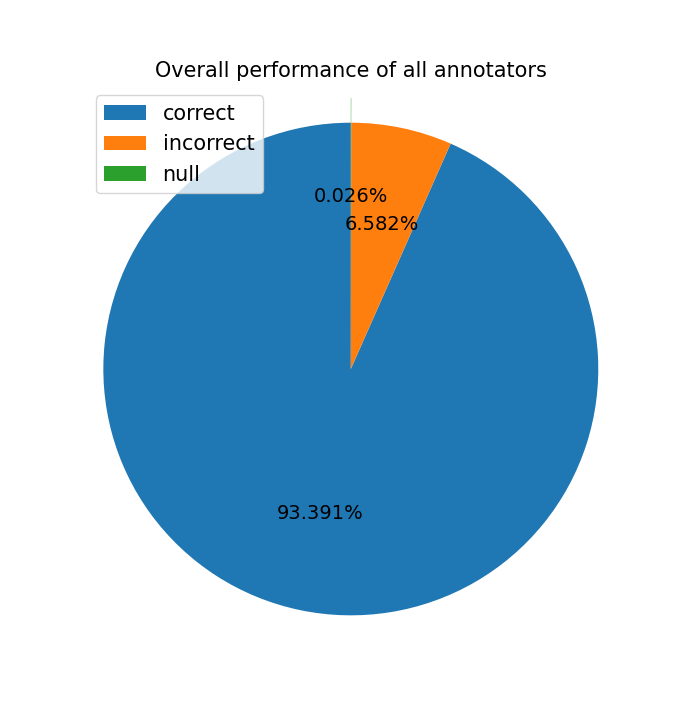 Overall performance of all annotators
correct
incorrect
null
0.026%
6.582%
93.391%